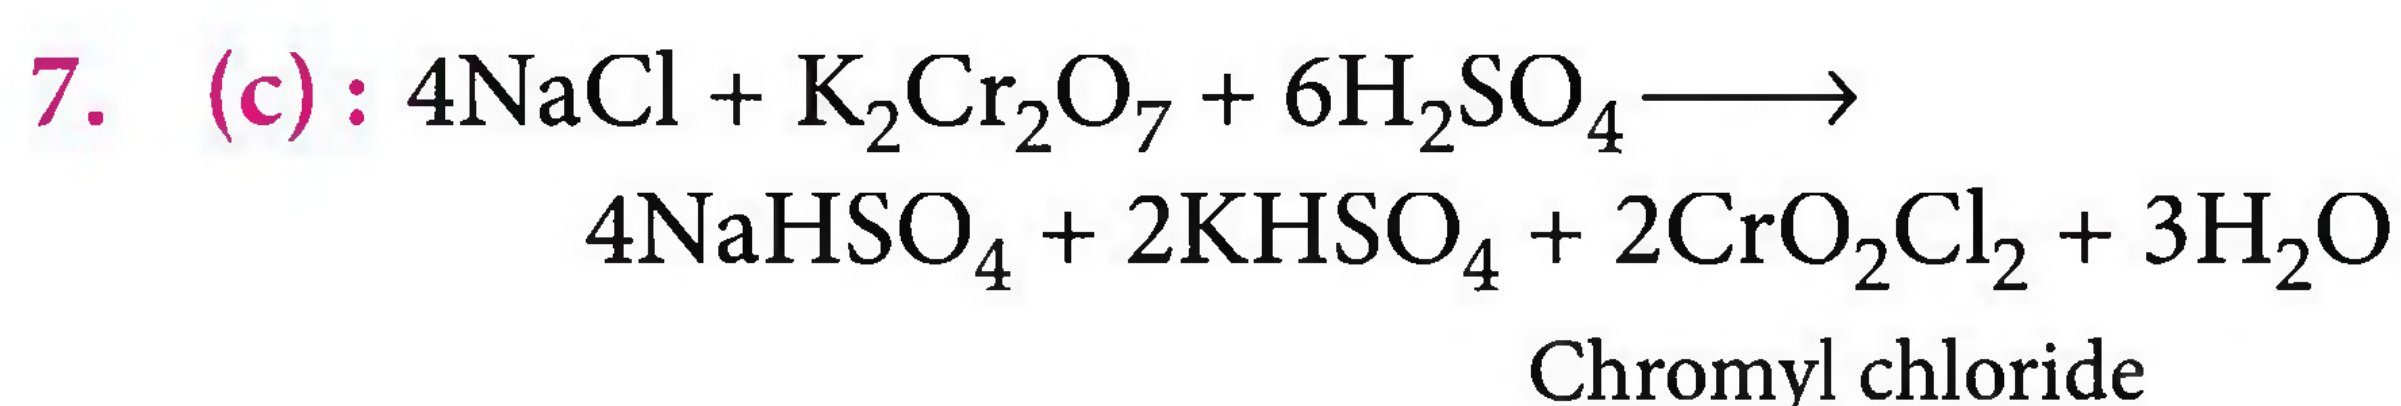 7. (c) : 4NaCl + K₂Cr₂O₇ + 6H₂SO₄ ⟶
4NaHSO₄ + 2KHSO₄ + 2CrO₂Cl₂ + 3H₂O
Chromyl chloride